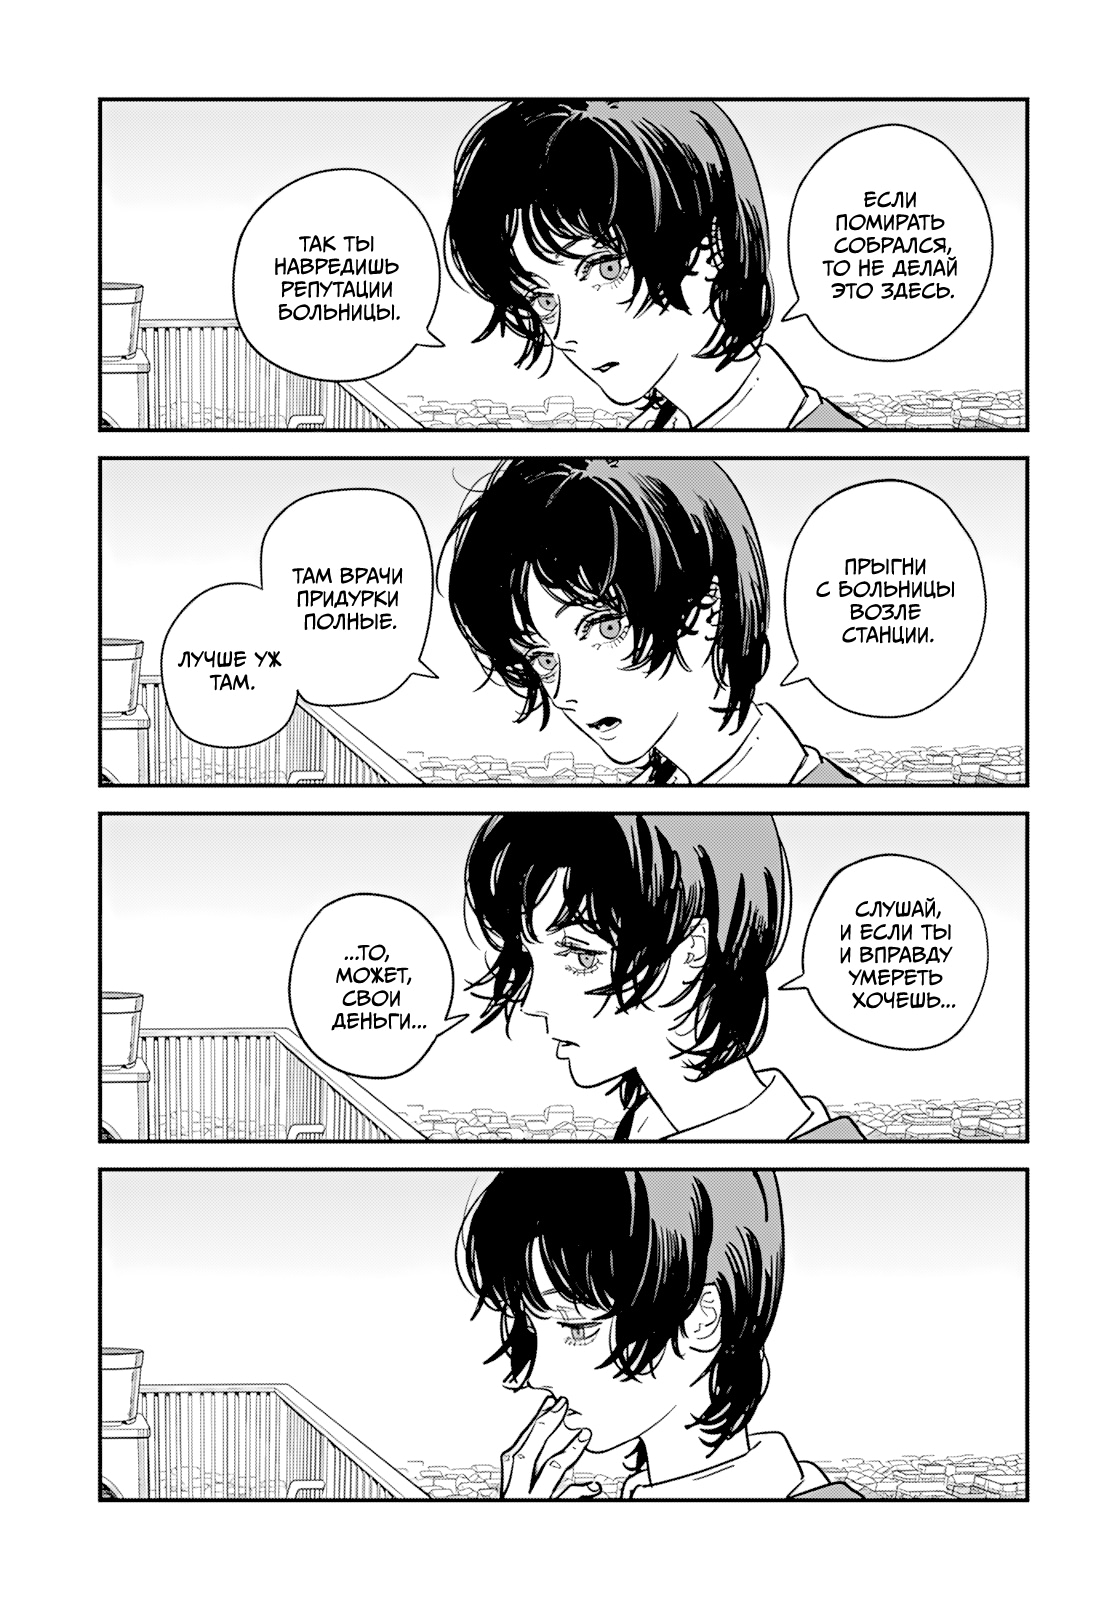 ЕСЛИ
ПОМИРАТЬ
СОБРАЛСЯ,
ТО НЕ ДЕЛАЙ
ЭТО ЗДЕСЬ.
ТАК ТЫ
НАВРЕДИШЬ
РЕПУТАЦИИ
БОЛЬНИЦЫ.
ПРЫГНИ
С БОЛЬНИЦЫ
ВОЗЛЕ
СТАНЦИИ.
ТАМ ВРАЧИ
ПРИДУРКИ
ПОЛНЫЕ.
ЛУЧШЕ УЖ
ТАМ.
СЛУШАЙ,
И ЕСЛИ ТЫ
И ВПРАВДУ
УМЕРЕТЬ
ХОЧЕШЬ...
...ТО,
МОЖЕТ,
СВОИ
ДЕНЬГИ...